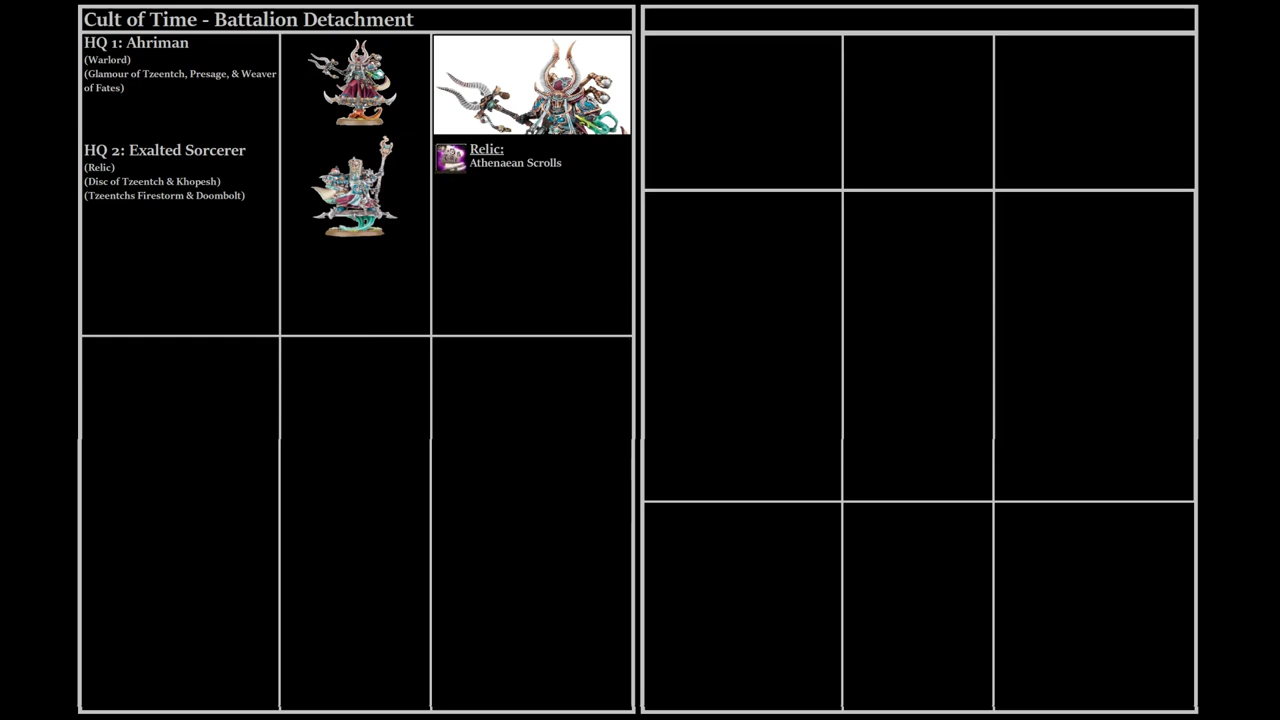 Cult of Time - Battalion Detachment
HQ 1: Ahriman
(Warlord)
(Glamour of Tzeentch, Presage, & Weaver
of Fates)
HQ 2: Exalted Sorcerer
(Relic)
(Disc of Tzeentch & Khopesh)
(Tzeentchs Firestorm & Doombolt)
Relic:
Athenaean Scrolls